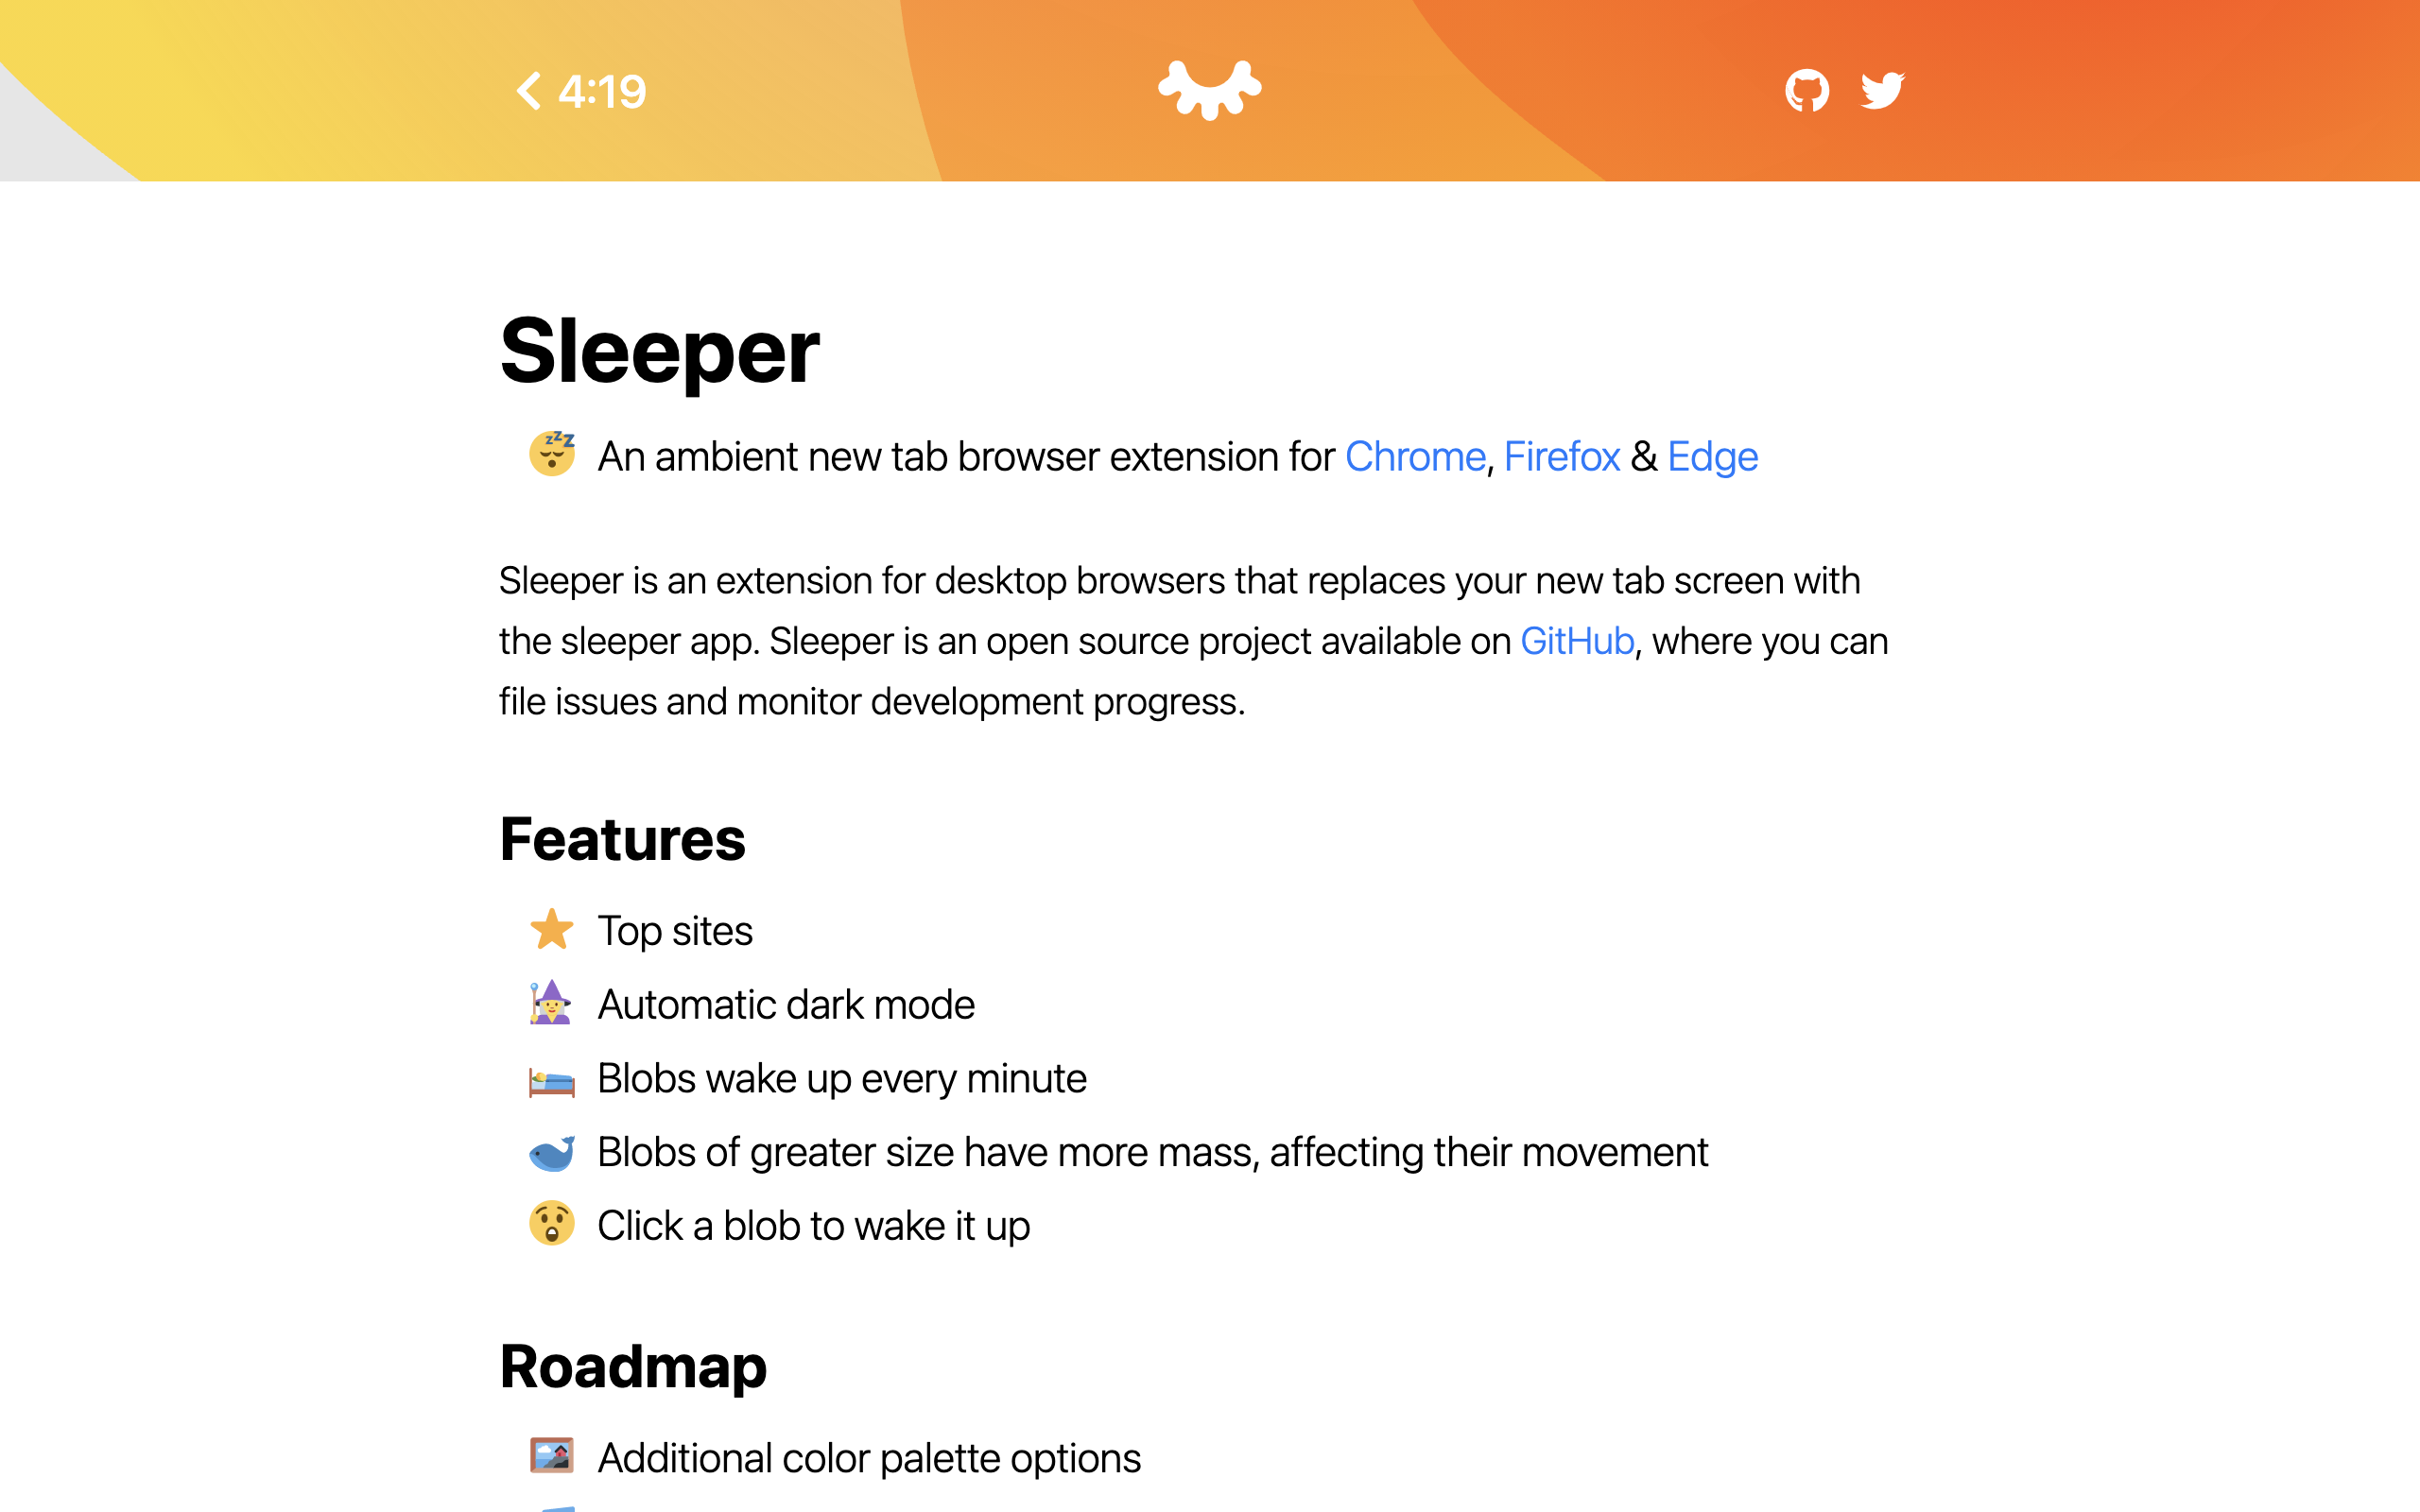 4:19
Sleeper
An ambient new tab browser extension for Chrome, Firefox & Edge
Sleeper is an extension for desktop browsers that replaces your new tab screen with
the sleeper app. Sleeper is an open source project available on GitHub, where you can
file issues and monitor development progress.
Features
Top sites
Automatic dark mode
Blobs wake up every minute
Blobs of greater size have more mass, affecting their movement
Click a blob to wake it up
Roadmap
Additional color palette options